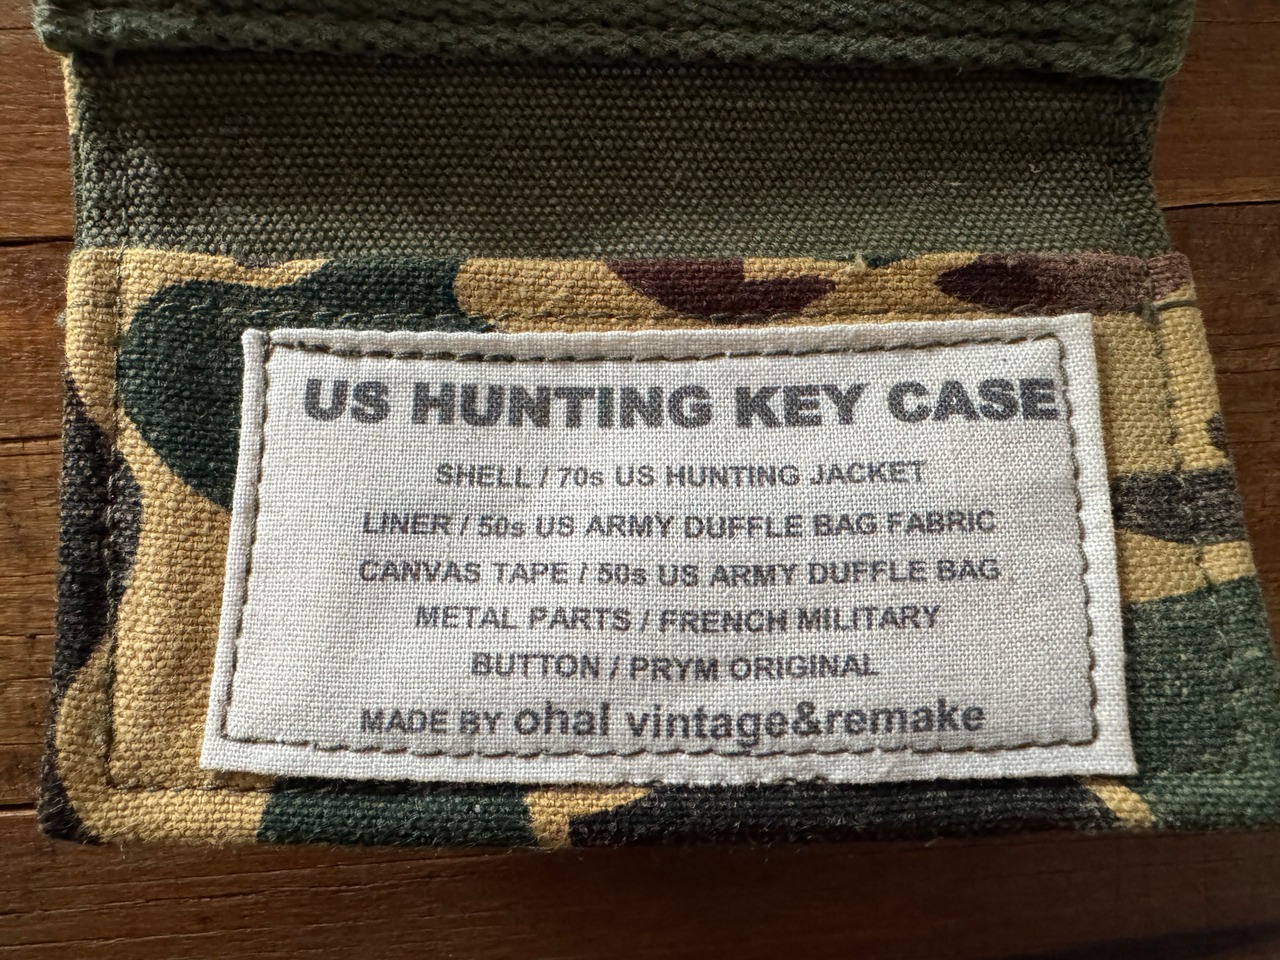 US HUNTING KEY CASE
SHELL / 70s US HUNTING JACKET
LINER / 50s US ARMY DUFFLE BAG FABRIC
CANVAS TAPE / 50s US ARMY DUFFLE BAG
METAL PARTS / FRENCH MILITARY
BUTTON / PRYM ORIGINAL
MADE BY ohal vintage&remake